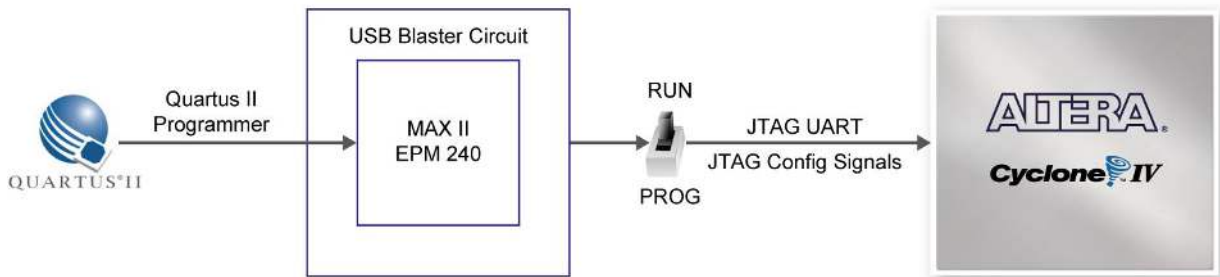 USB Blaster Circuit
QUARTUS®II
Quartus II
Programmer
MAX II
EPM 240
RUN
PROG
JTAG UART
JTAG Config Signals
ALTERA®
Cyclone™ IV